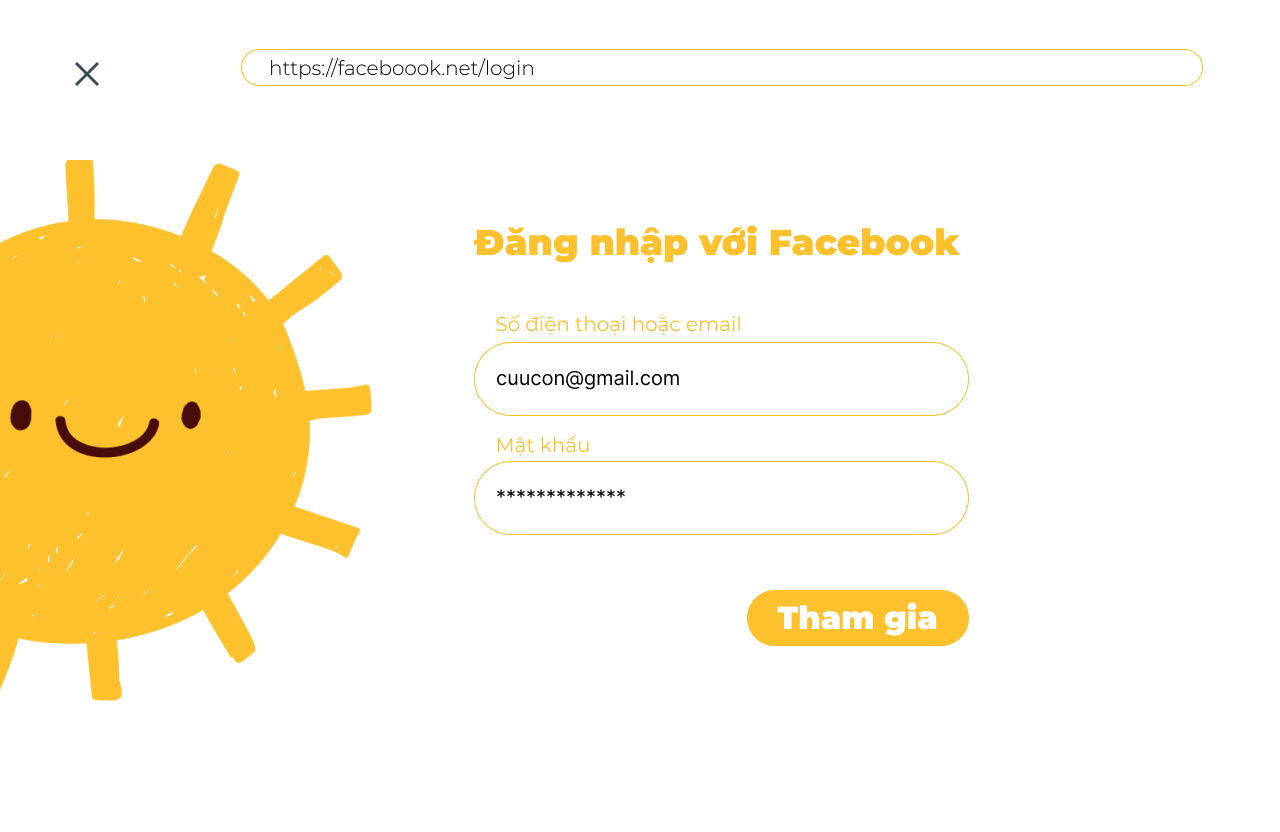 https://faceboook.net/login
Đăng nhập với Facebook
Số điện thoại hoặc email
cuucon@gmail.com
Mật khẩu
*************
Tham gia